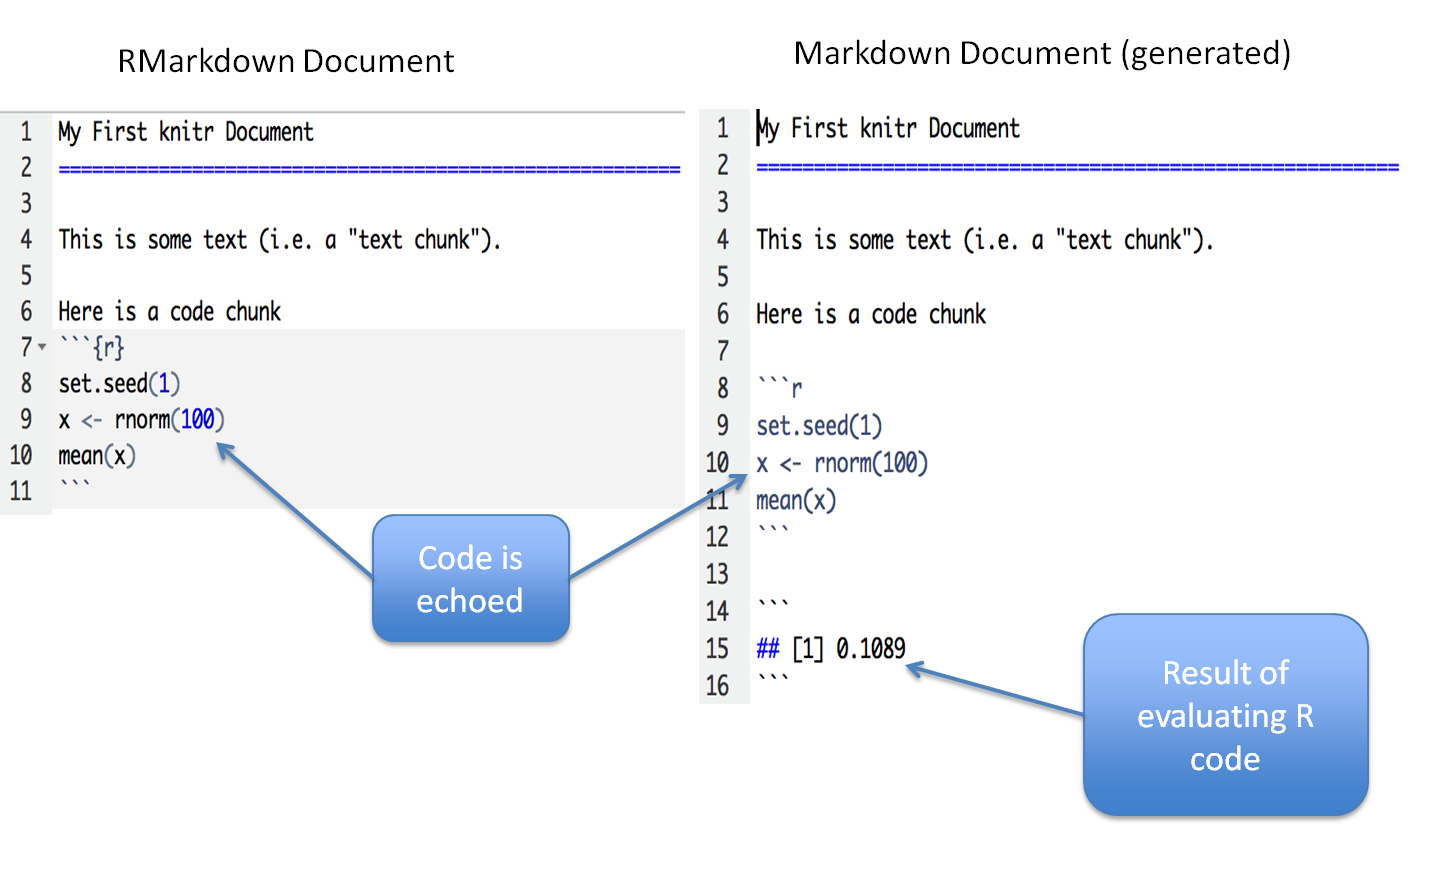 RMarkdown Document
1 My First knitr Document
2 ========================================================
3
4 This is some text (i.e. a "text chunk").
5
6 Here is a code chunk
7 ```{r}
8 set.seed(1)
9 x <- rnorm(100)
10 mean(x)
11 ```
Code is
echoed
Markdown Document (generated)
1 My First knitr Document
2 ========================================================
3
4 This is some text (i.e. a "text chunk").
5
6 Here is a code chunk
7
8 ```r
9 set.seed(1)
10 x <- rnorm(100)
11 mean(x)
12 ```
13
14 ```
15 ## [1] 0.1089
16 ```
Result of
evaluating R
code